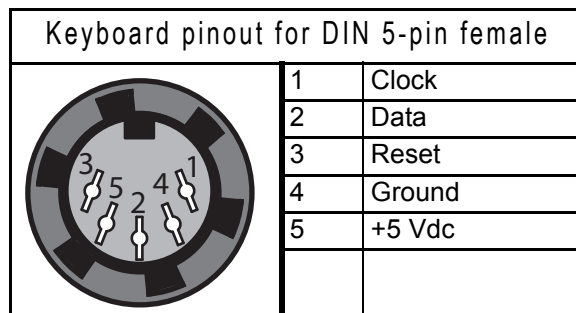 Keyboard pinout for DIN 5-pin female
1 Clock
2 Data
3 Reset
4 Ground
5 +5 Vdc
3 1
5 4
2